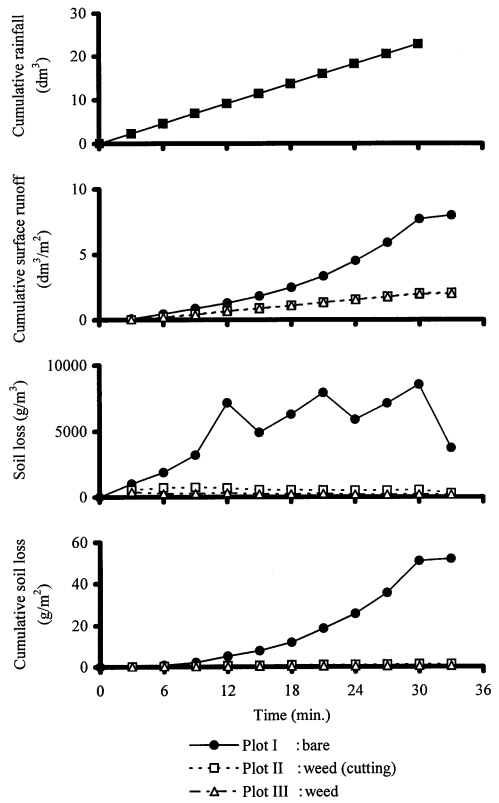 Cumulative rainfall
(dm³)
30
20
10
0
Cumulative surface runoff
(dm³/m²)
10
5
0
Soil loss (g/m³)
10000
5000
0
Cumulative soil loss
(g/m²)
60
40
20
0
0 6 12 18 24 30 36
Time (min.)
Plot I : bare
Plot II : weed (cutting)
Plot III : weed